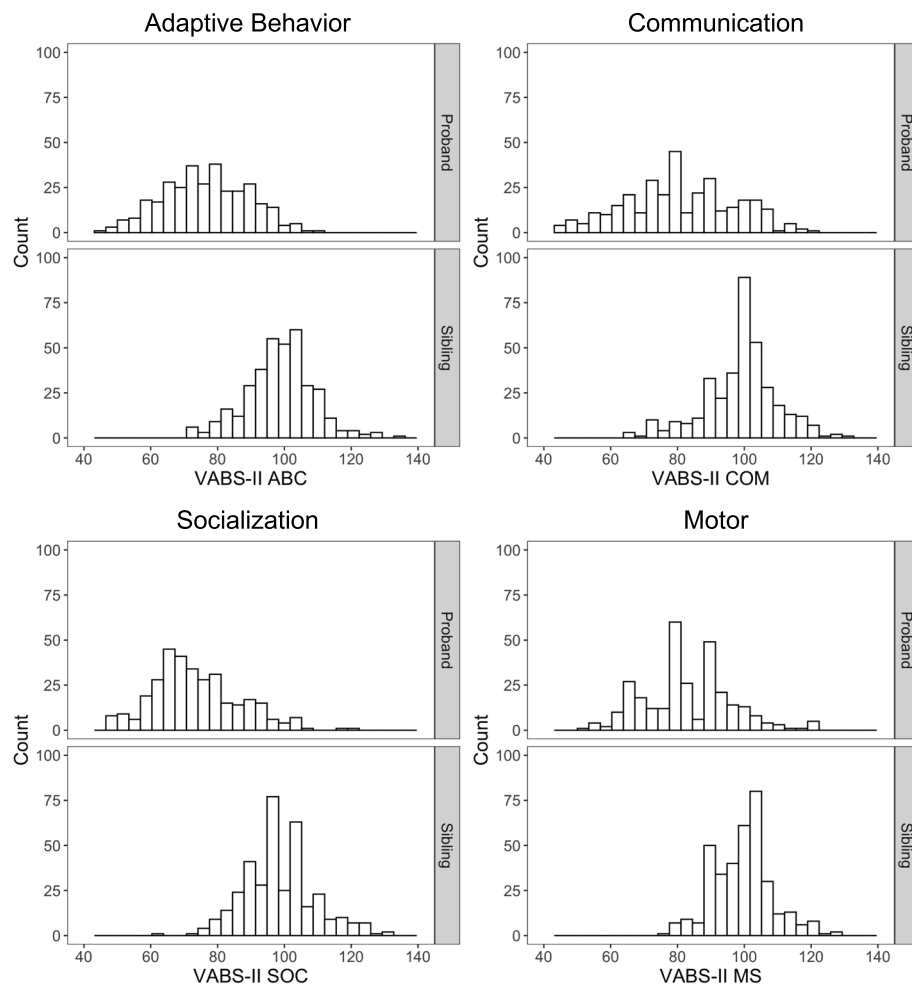 Adaptive Behavior
Communication
100
75
50
25
0
Proband
100
75
50
25
0
Sibling
Count
40 60 80 100 120 140
VABS-II ABC
100
75
50
25
0
Proband
100
75
50
25
0
Sibling
Count
40 60 80 100 120 140
VABS-II COM
Socialization
Motor
100
75
50
25
0
Proband
100
75
50
25
0
Sibling
Count
40 60 80 100 120 140
VABS-II SOC
100
75
50
25
0
Proband
100
75
50
25
0
Sibling
Count
40 60 80 100 120 140
VABS-II MS